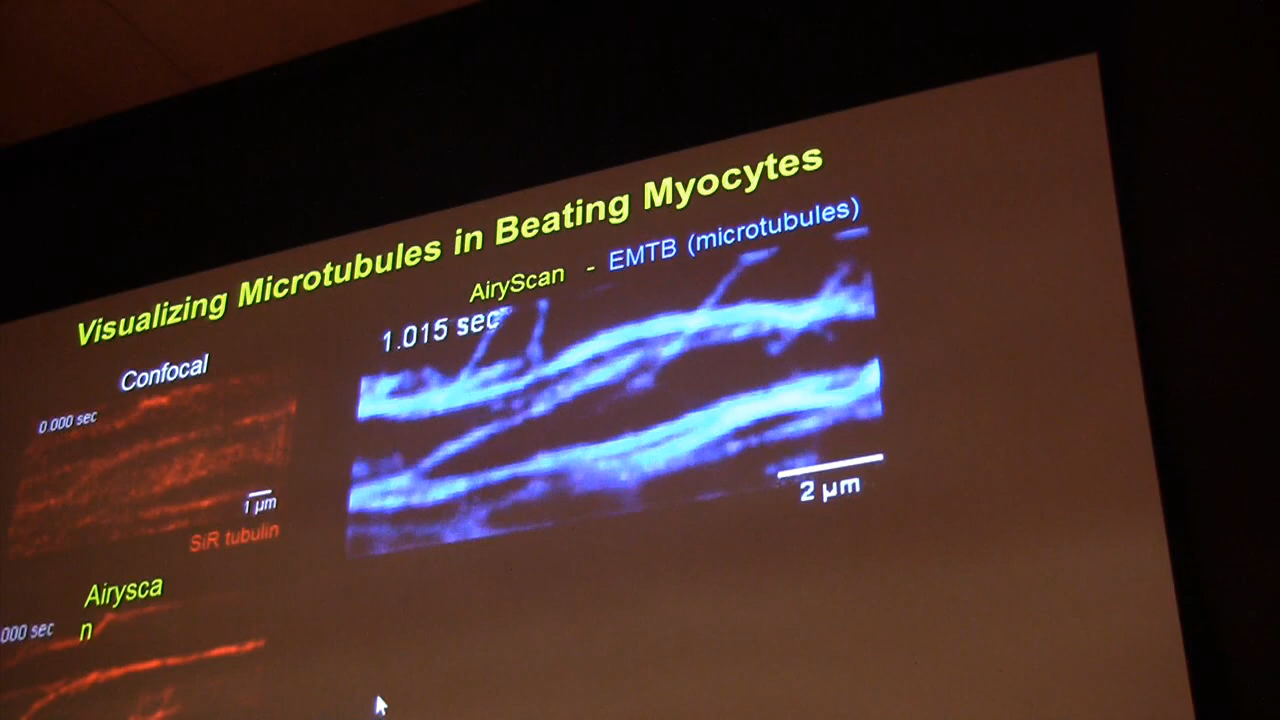 Visualizing Microtubules in Beating Myocytes
AiryScan - EMTB (microtubules)
1.015 sec
2 µm
Confocal
0.000 sec
1 µm
SiR tubulin
Airysca
n
000 sec